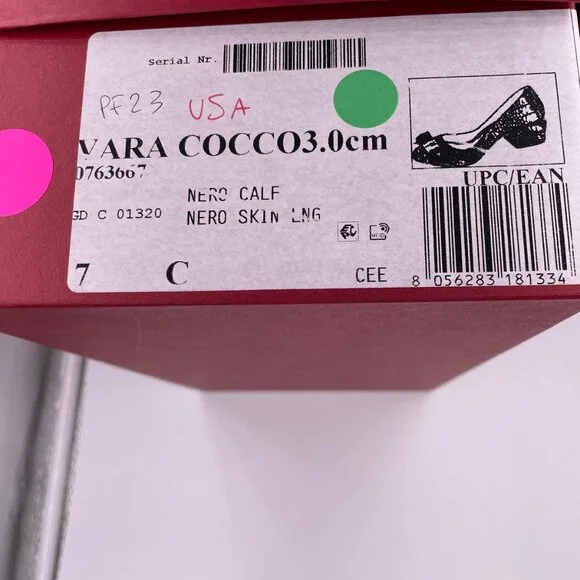 Serial Nr.
PF23 USA
VARA COCCO3.0cm
0763667
UPC/EAN
NERO CALF
GD C 01320 NERO SKIN LNG
RFID
7 C CEE
8 056283 181334